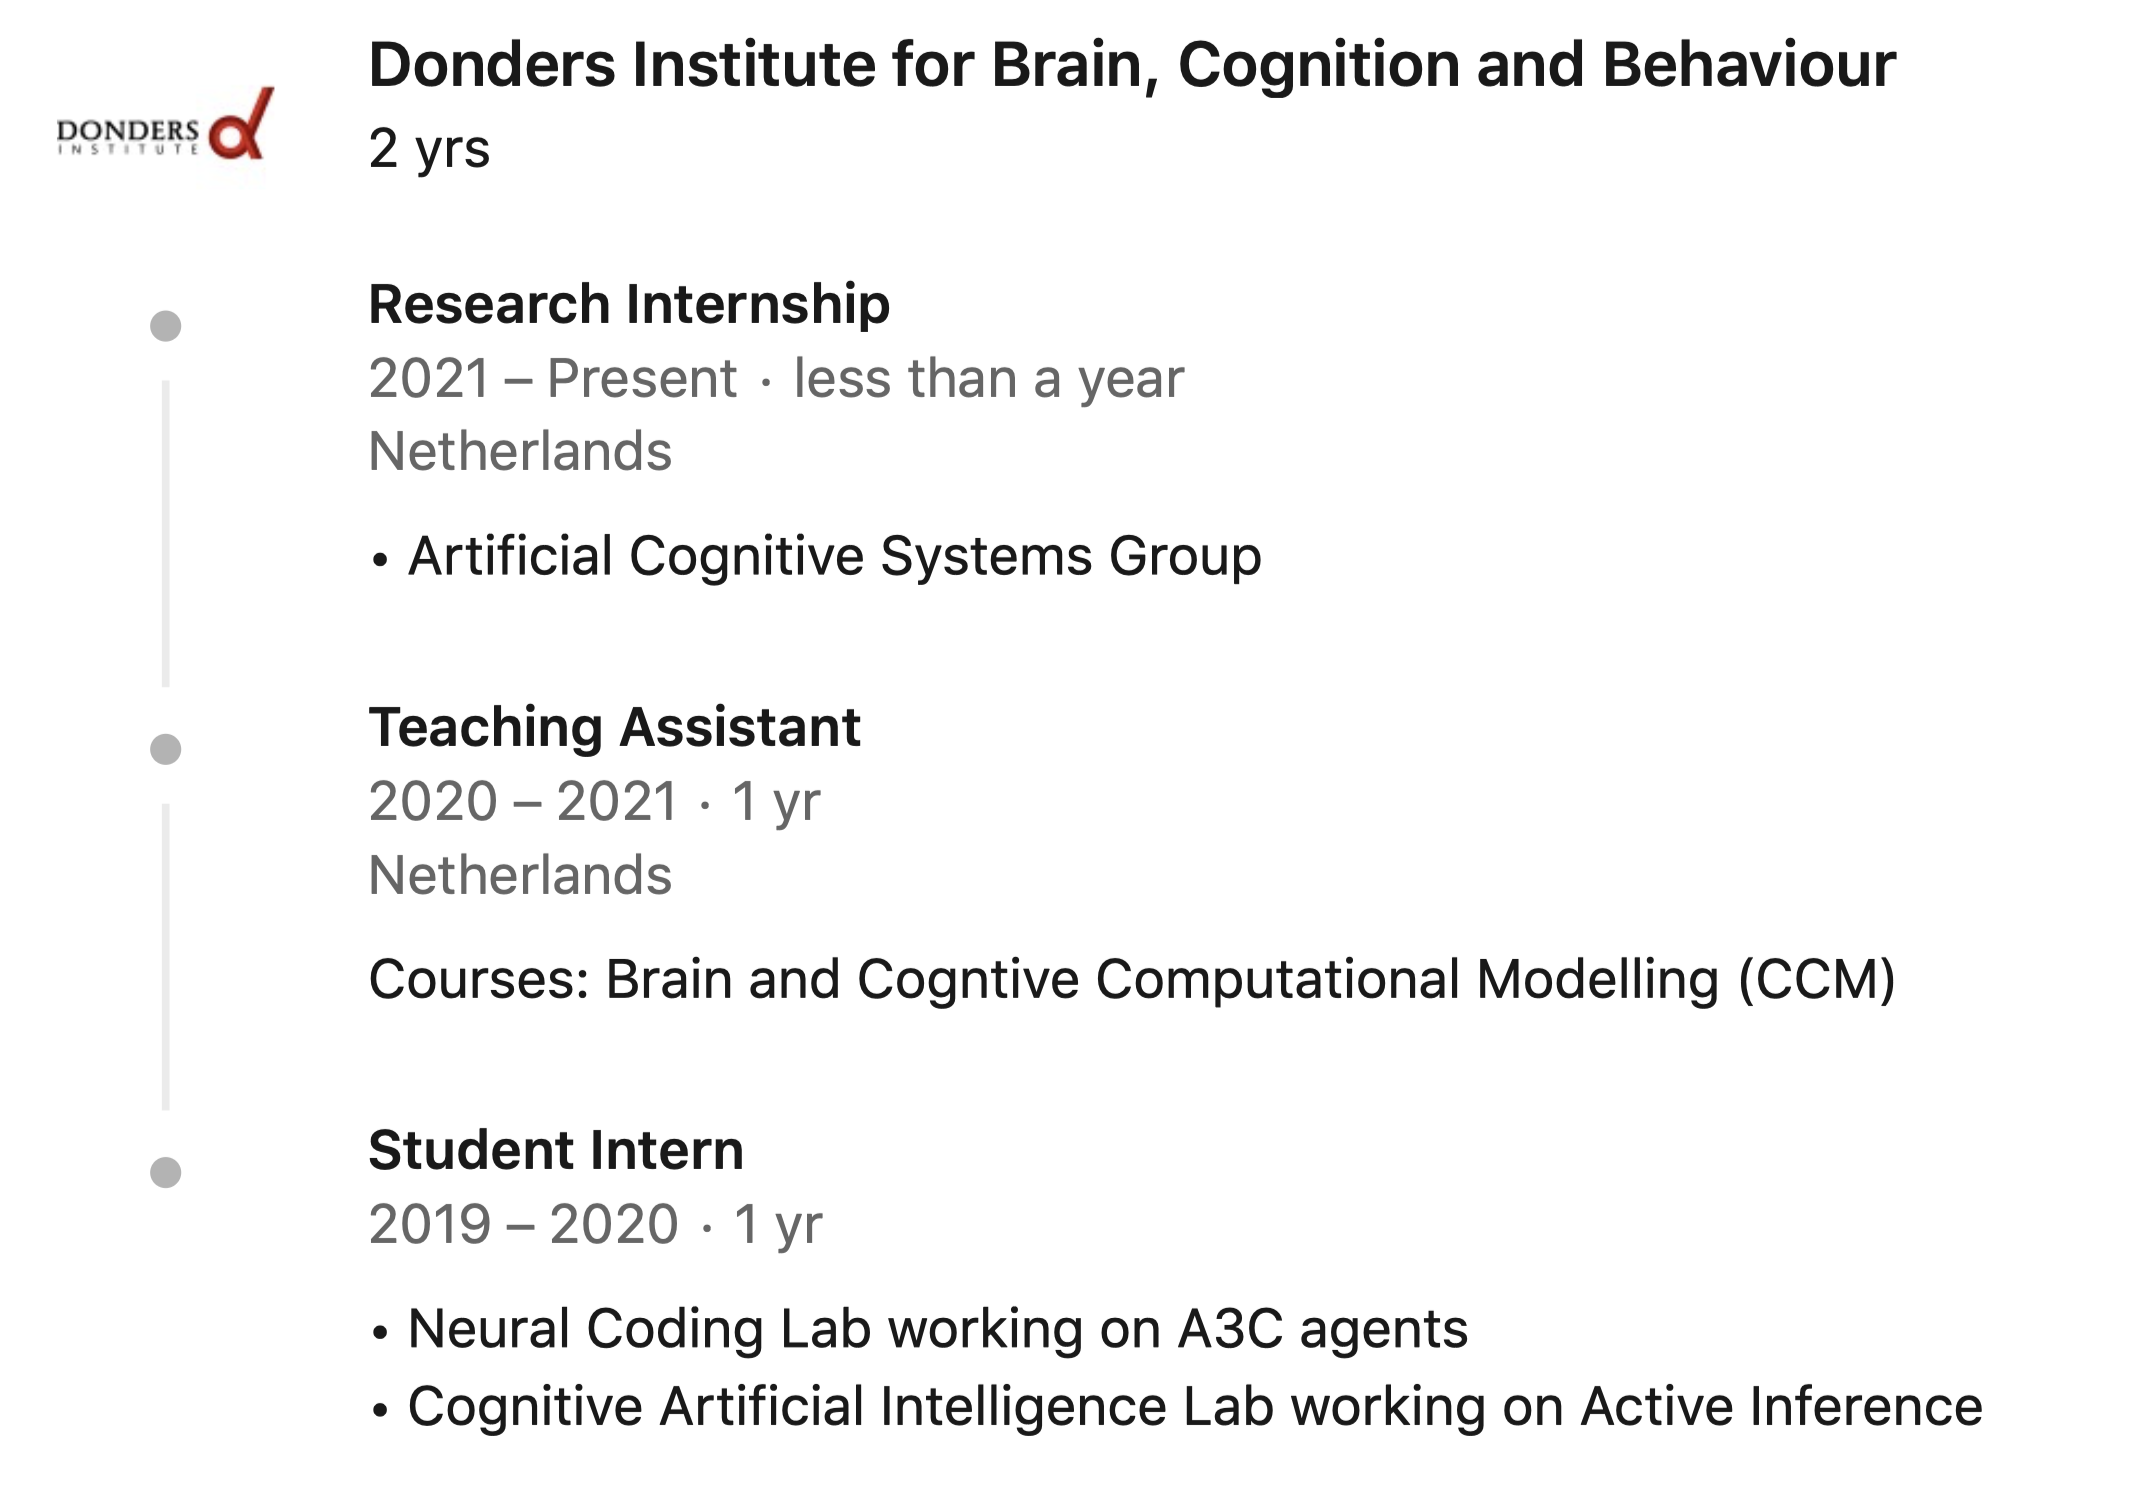 DONDERS
INSTITUTE
Donders Institute for Brain, Cognition and Behaviour
2 yrs
Research Internship
2021 – Present · less than a year
Netherlands
• Artificial Cognitive Systems Group
Teaching Assistant
2020 – 2021 · 1 yr
Netherlands
Courses: Brain and Cogntive Computational Modelling (CCM)
Student Intern
2019 – 2020 · 1 yr
• Neural Coding Lab working on A3C agents
• Cognitive Artificial Intelligence Lab working on Active Inference